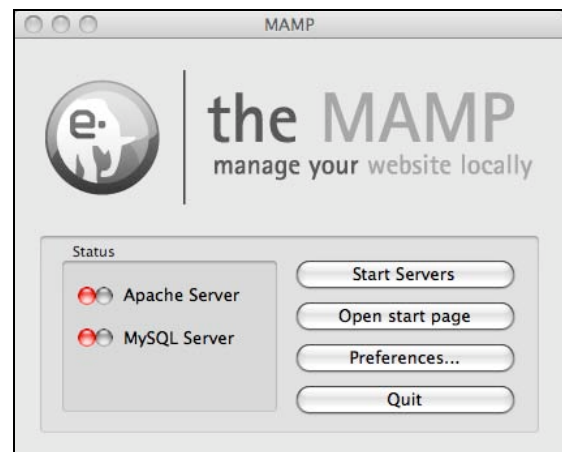 MAMP
e.
the MAMP
manage your website locally
Status
Apache Server
MySQL Server
Start Servers
Open start page
Preferences...
Quit